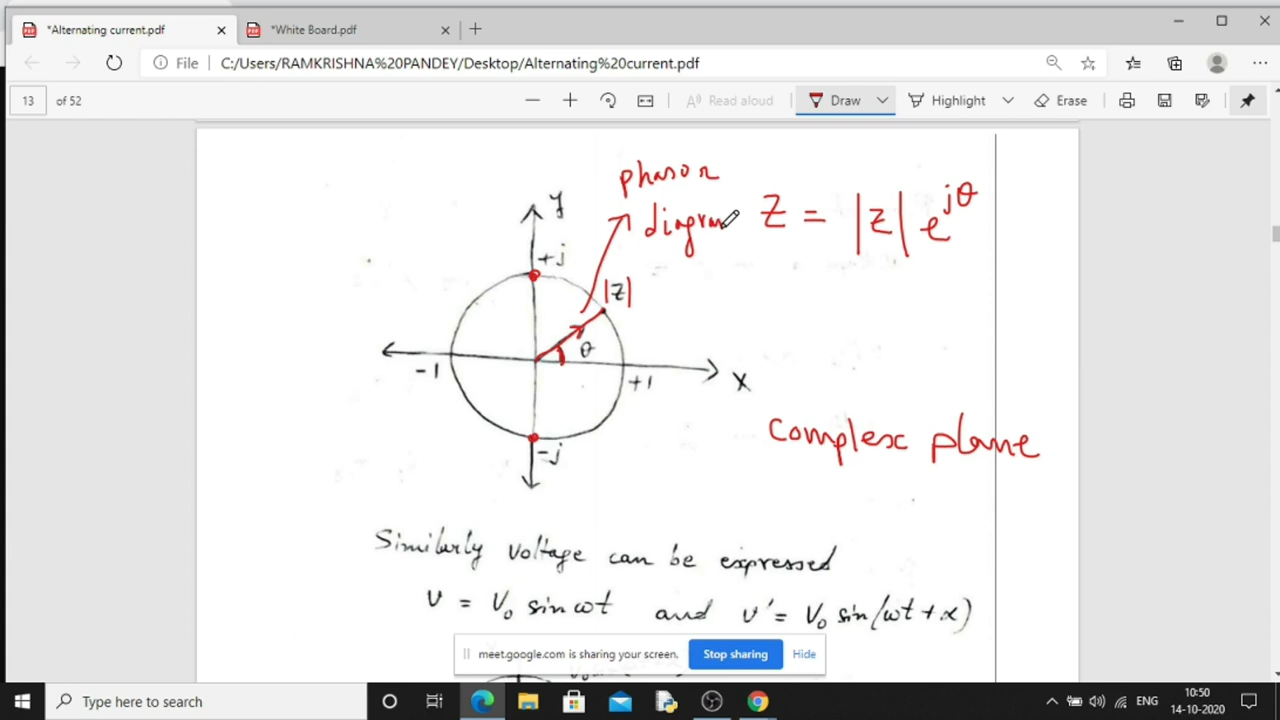 *Alternating current.pdf
*White Board.pdf
File
C:/Users/RAMKRISHNA%20PANDEY/Desktop/Alternating%20current.pdf
13 of 52
Read aloud
Draw
Highlight
Erase
phasor
diagram
Z = |Z| e^{jθ}
y
+j
|Z|
θ
-1
+1
X
-j
complex plane
Similarly voltage can be expressed
v = V₀ sin ωt and v' = V₀ sin(ωt + α)
meet.google.com is sharing your screen.
Stop sharing
Hide
Type here to search
ENG
10:50
14-10-2020